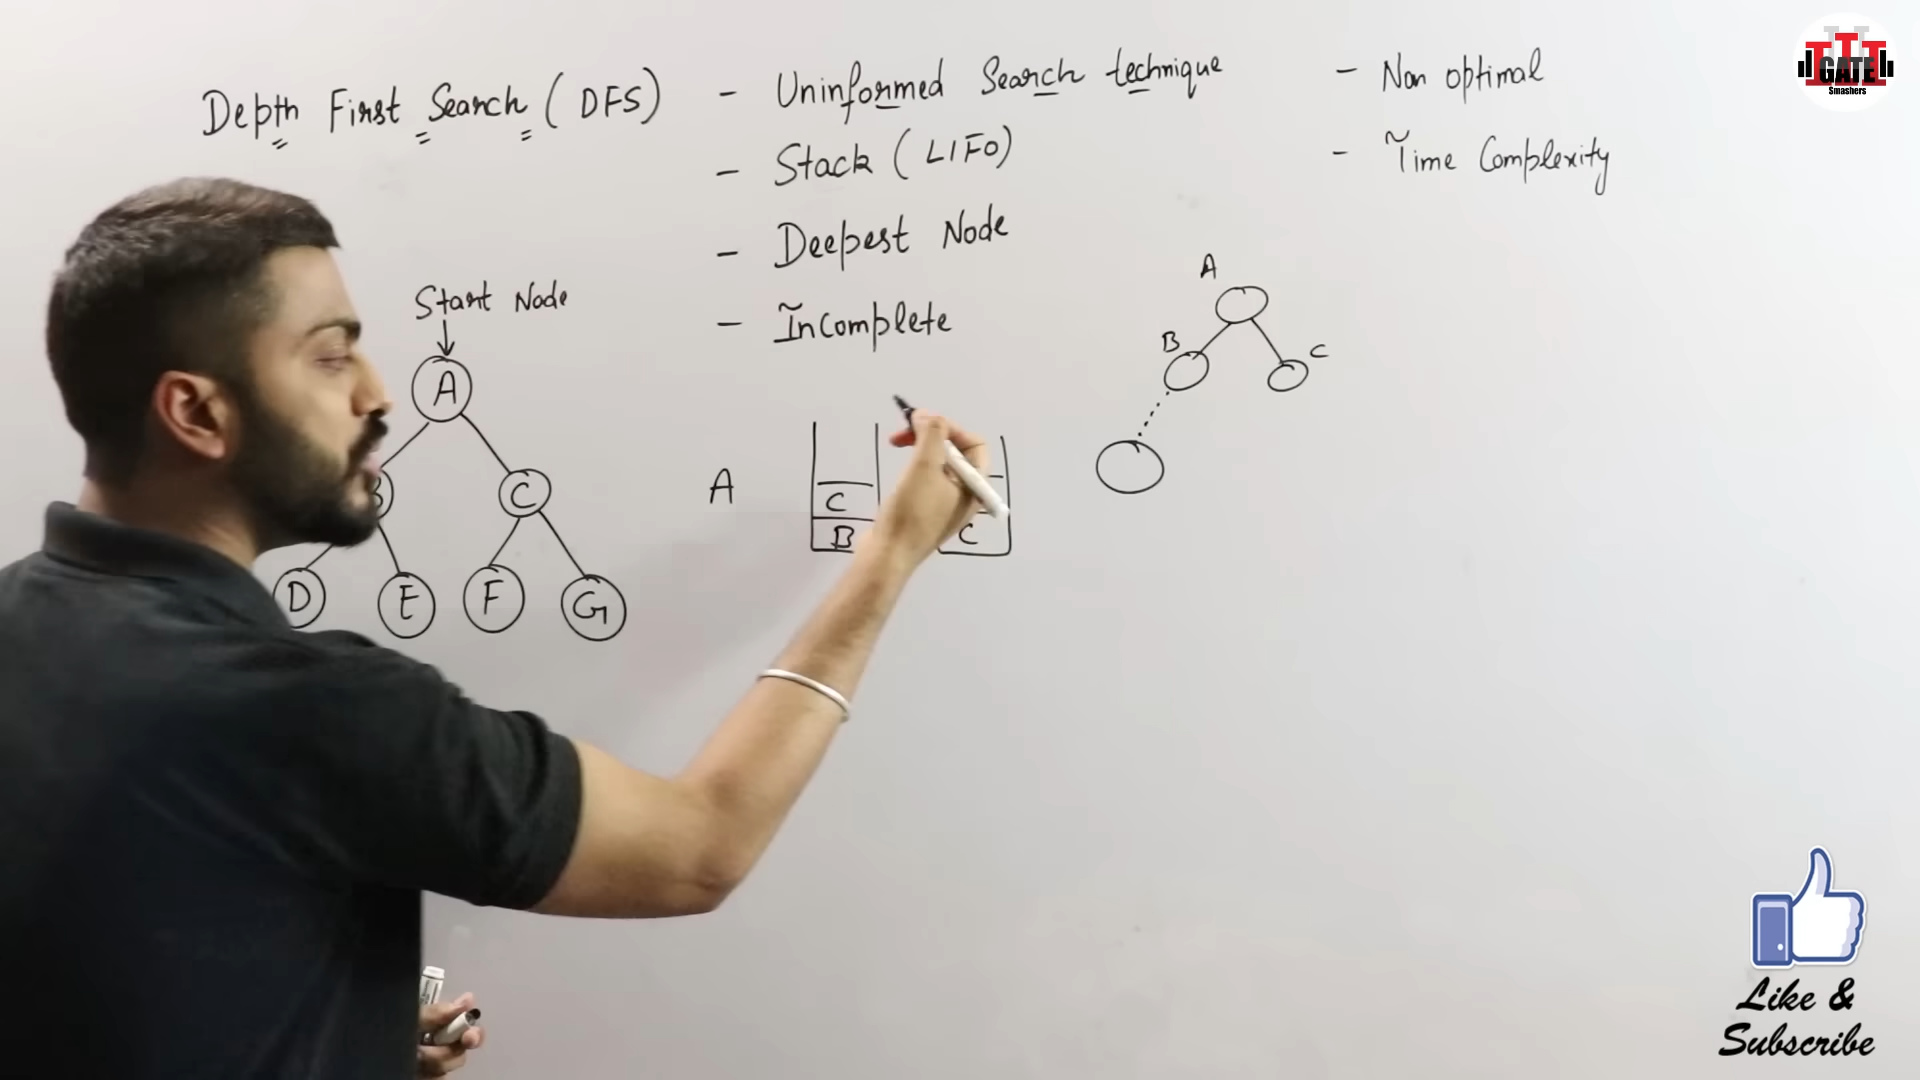 Depth First Search (DFS)
- Uninformed Search technique
- Stack (LIFO)
- Deepest Node
- Incomplete
- Non optimal
- Time Complexity
Start Node
A
B
C
D
E
F
G
A
C
B
C
A
B
C
GATE
Smashers
Like &
Subscribe